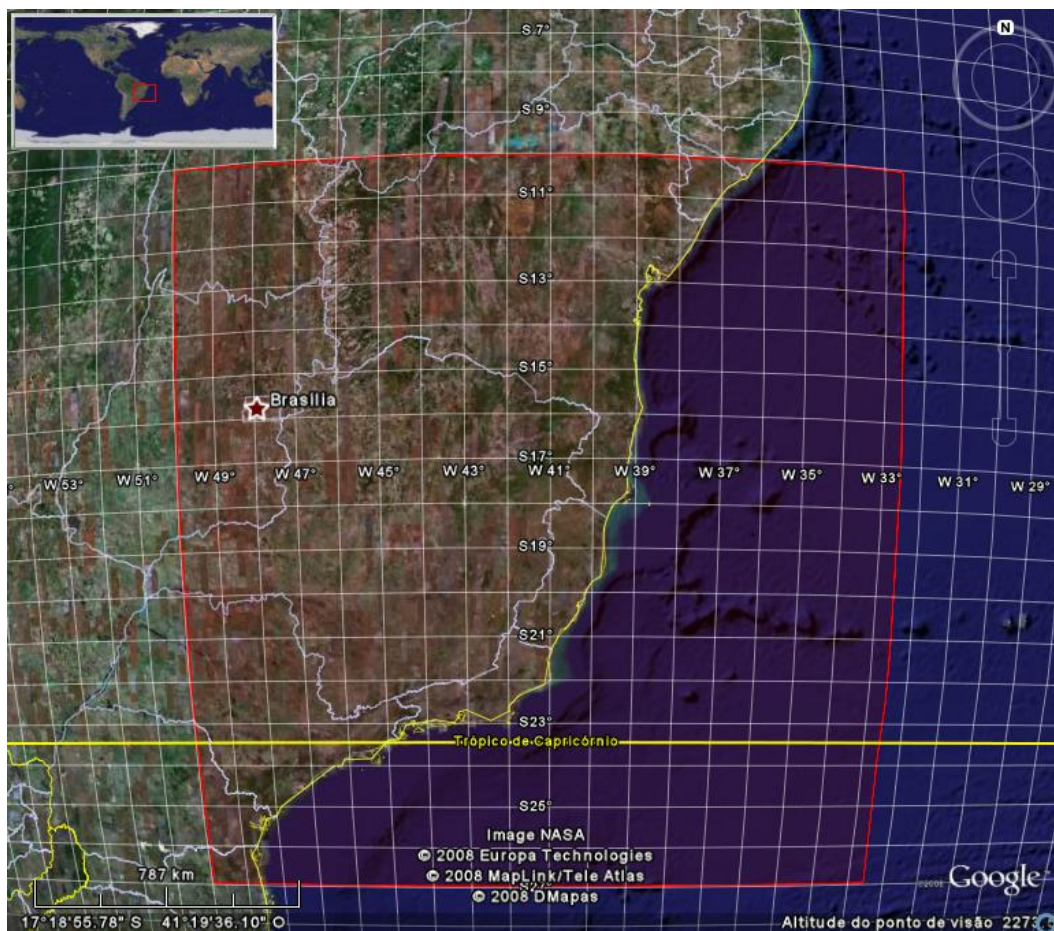 N
S 7°
S 9°
S11°
S13°
S15°
Brasília
S17°
W 53°
W 51°
W 49°
W 47°
W 45°
W 43°
W 41°
W 39°
W 37°
W 35°
W 33°
W 31°
W 29°
S19°
S21°
S23°
Trópico de Capricórnio
S25°
Image NASA
© 2008 Europa Technologies
© 2008 MapLink/Tele Atlas
S27°
© 2008 DMapas
787 km
Google
17°18'55.78" S 41°19'36.10" O
Altitude do ponto de visão 2273